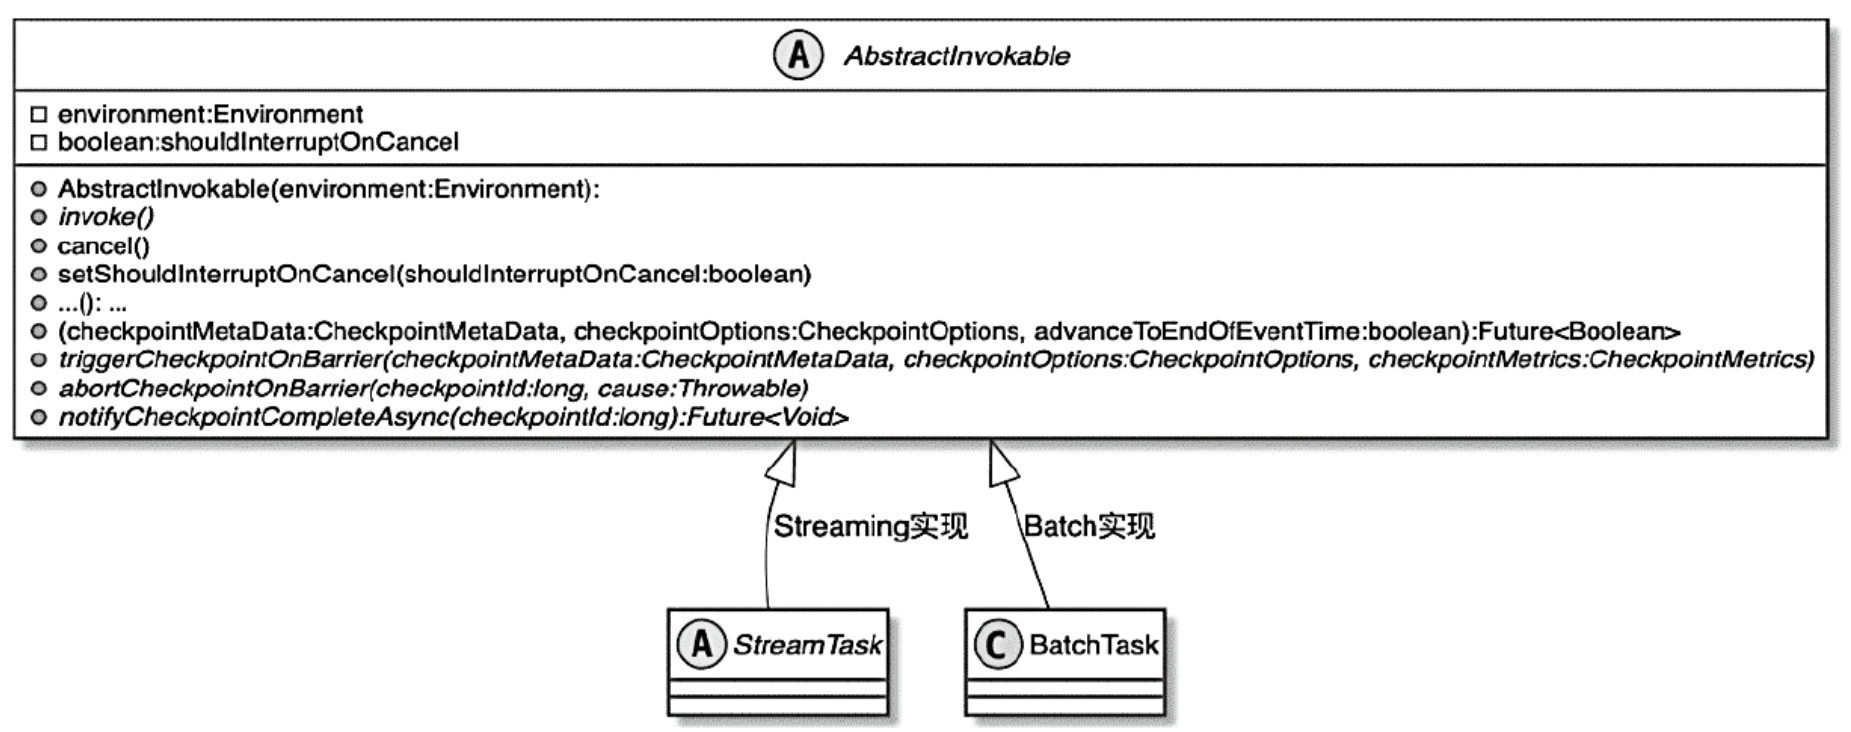 A AbstractInvokable
environment:Environment
boolean:shouldInterruptOnCancel
AbstractInvokable(environment:Environment):
invoke()
cancel()
setShouldInterruptOnCancel(shouldInterruptOnCancel:boolean)
...(): ...
(checkpointMetaData:CheckpointMetaData, checkpointOptions:CheckpointOptions, advanceToEndOfEventTime:boolean):Future<Boolean>
triggerCheckpointOnBarrier(checkpointMetaData:CheckpointMetaData, checkpointOptions:CheckpointOptions, checkpointMetrics:CheckpointMetrics)
abortCheckpointOnBarrier(checkpointId:long, cause:Throwable)
notifyCheckpointCompleteAsync(checkpointId:long):Future<Void>
Streaming实现
Batch实现
A StreamTask
C BatchTask